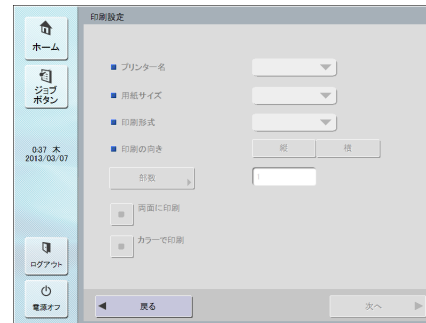 印刷設定
ホーム
ジョブ
ボタン
0:37 木
2013/03/07
ログアウト
電源オフ
プリンター名
用紙サイズ
印刷形式
印刷の向き
縦
横
部数
1
両面に印刷
カラーで印刷
戻る
次へ